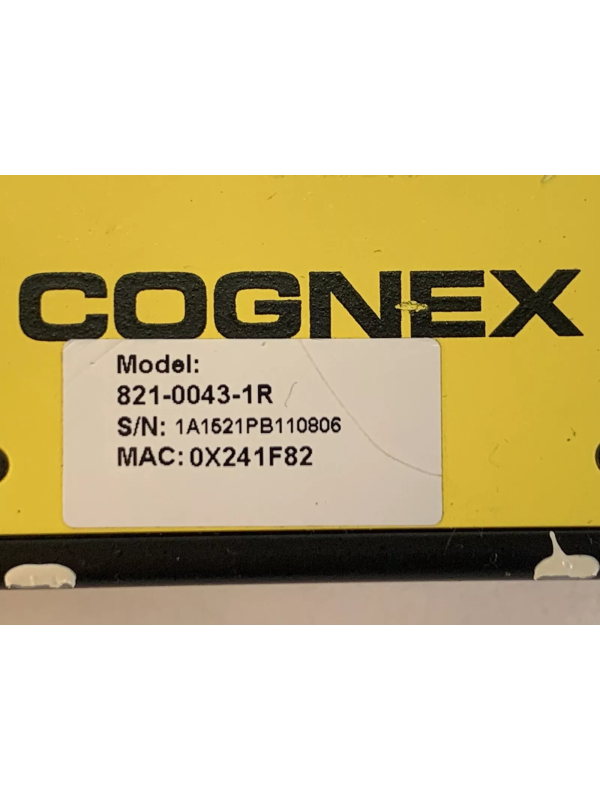 COGNEX
Model:
821-0043-1R
S/N: 1A1521PB110806
MAC: 0X241F82